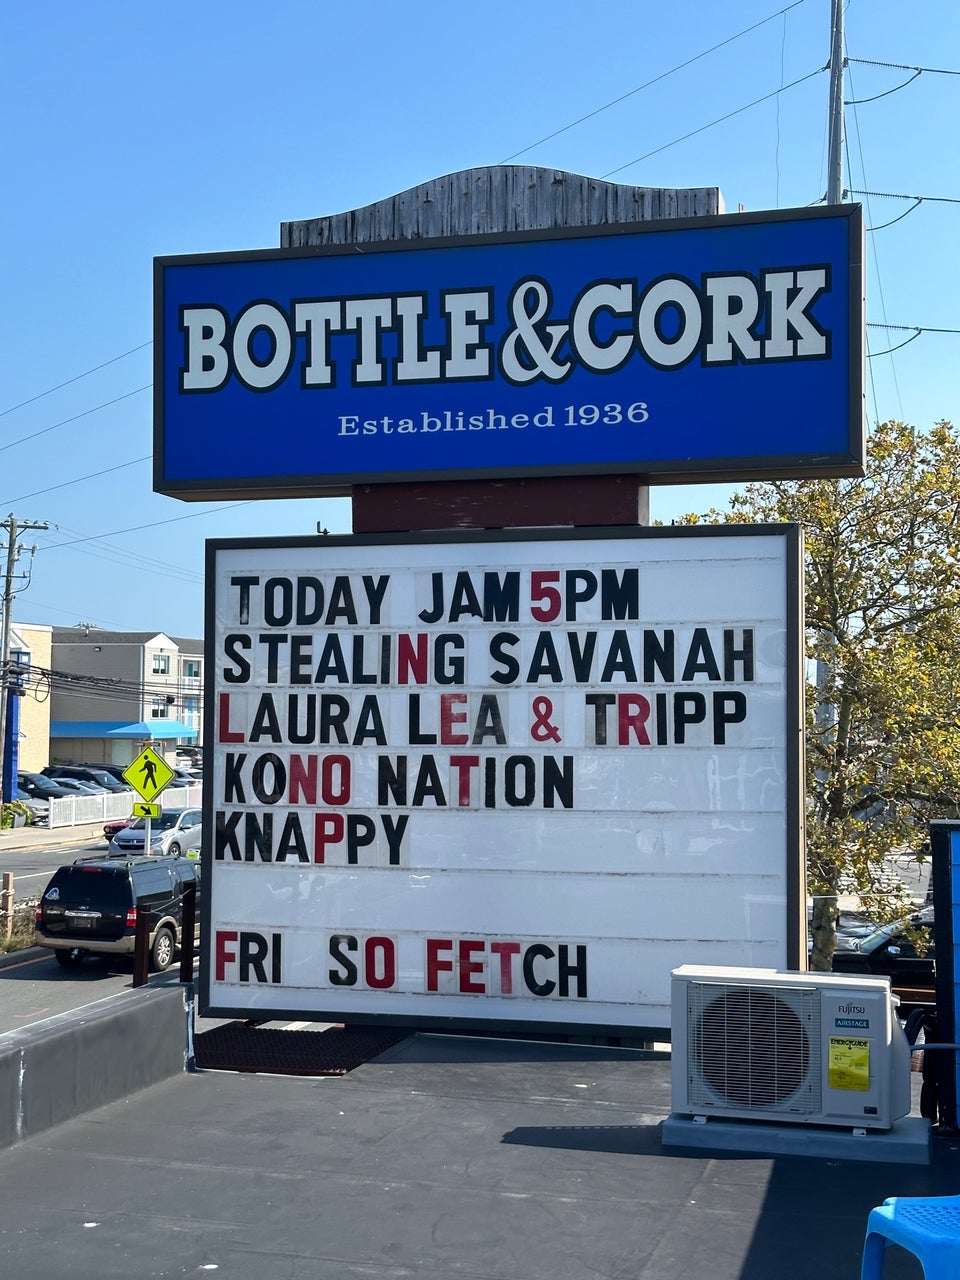 BOTTLE & CORK
Established 1936
TODAY JAM 5PM
STEALING SAVANAH
LAURA LEA & TRIPP
KONO NATION
KNAPPY
FRI SO FETCH
FUJITSU
AIRSTAGE
ENERGYGUIDE